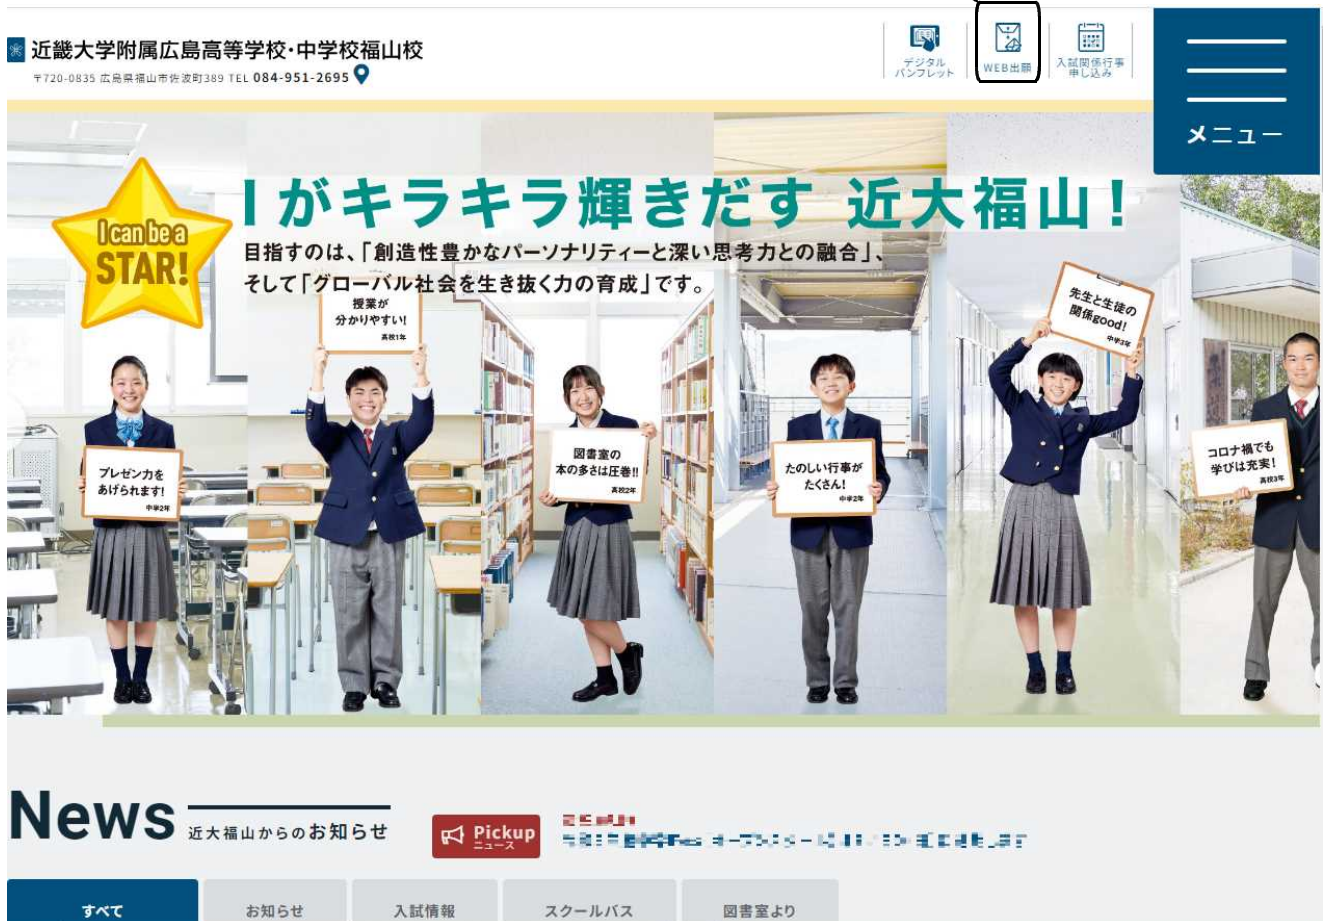 近畿大学附属広島高等学校・中学校福山校
〒720-0835 広島県福山市佐波町389 TEL 084-951-2695
デジタル
パンフレット
WEB出願
入試関係行事
申し込み
メニュー
I can be a
STAR!
Iがキラキラ輝きだす 近大福山!
目指すのは、「創造性豊かなパーソナリティーと深い思考力との融合」、
そして「グローバル社会を生き抜く力の育成」です。
授業が
分かりやすい!
高校1年
先生と生徒の
関係good!
中学3年
プレゼン力を
あげられます!
中学2年
図書室の
本の多さは圧巻!!
高校2年
たのしい行事が
たくさん!
中学2年
コロナ禍でも
学びは充実!
高校3年
News
近大福山からのお知らせ
Pickup
ニュース
すべて
お知らせ
入試情報
スクールバス
図書室より